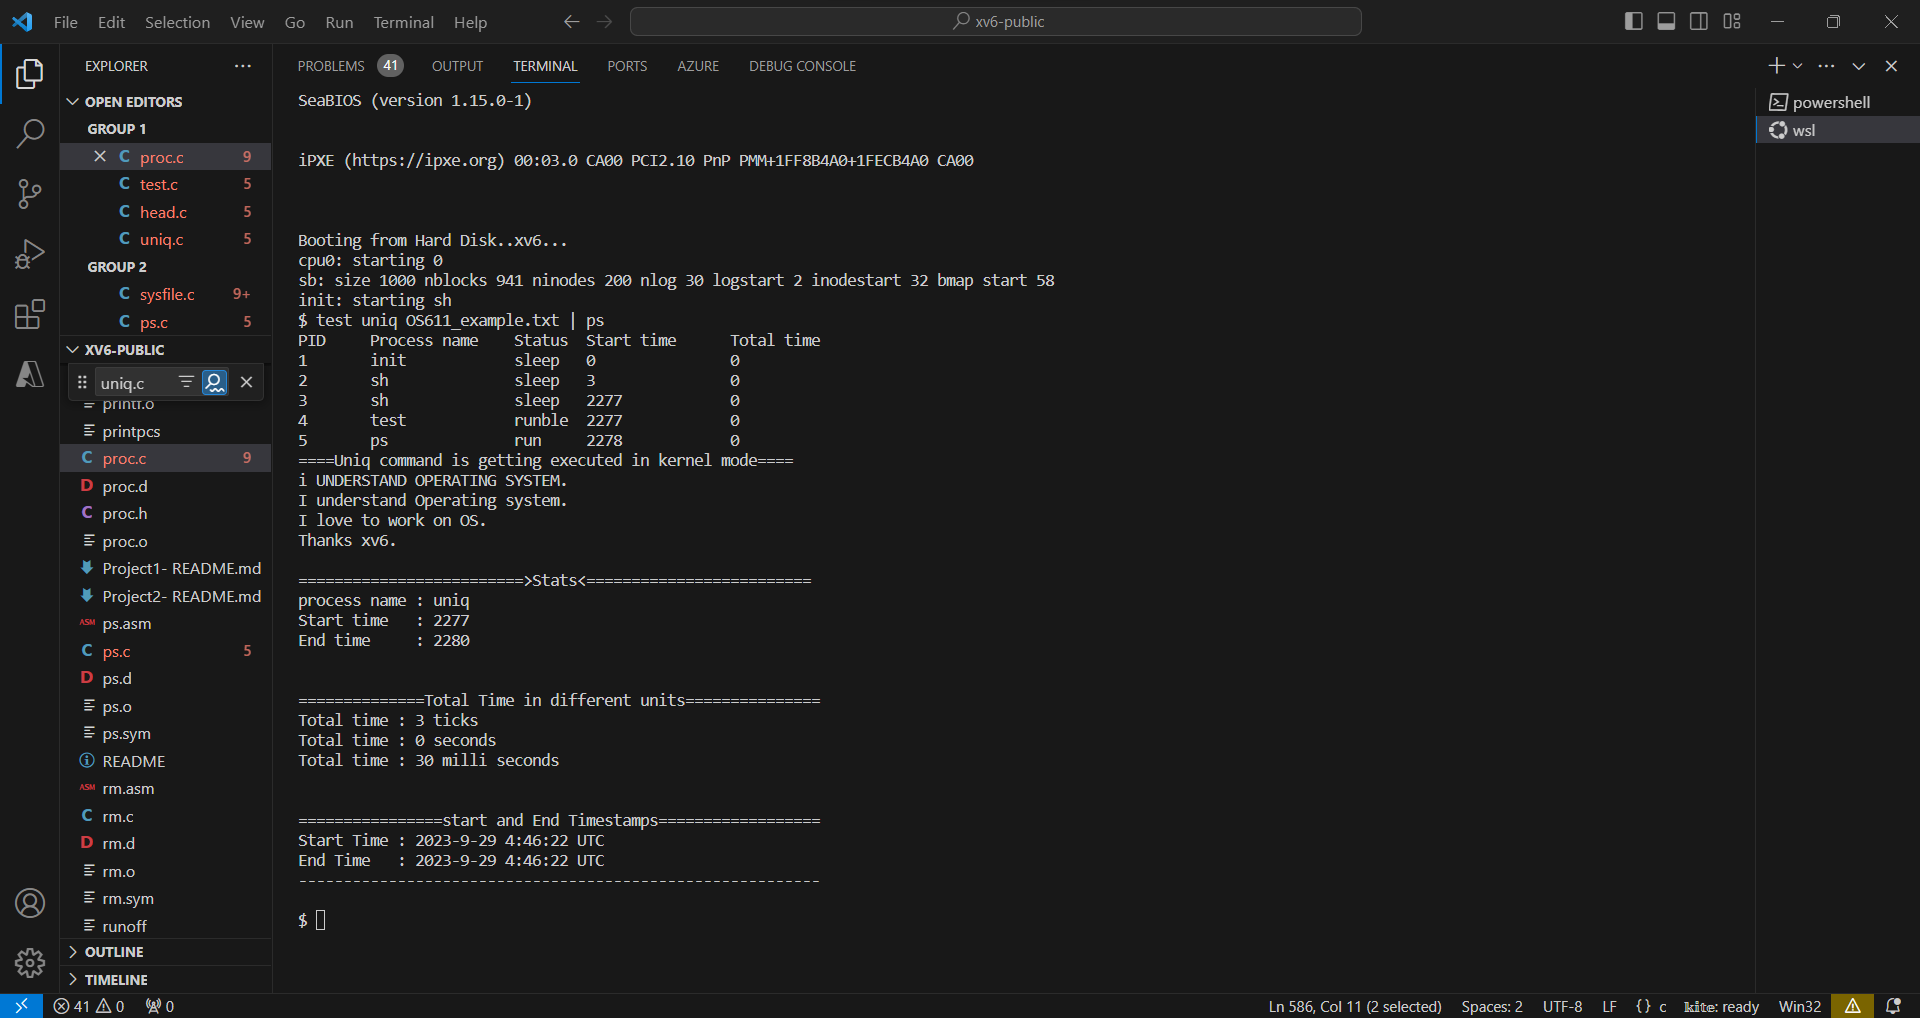 File Edit Selection View Go Run Terminal Help xv6-public
EXPLORER
OPEN EDITORS
GROUP 1
proc.c 9
test.c 5
head.c 5
uniq.c 5
GROUP 2
sysfile.c 9+
ps.c 5
XV6-PUBLIC
uniq.c
printf.o
printpcs
proc.c 9
proc.d
proc.h
proc.o
Project1- README.md
Project2- README.md
ps.asm
ps.c 5
ps.d
ps.o
ps.sym
README
rm.asm
rm.c
rm.d
rm.o
rm.sym
runoff
OUTLINE
TIMELINE
PROBLEMS 41 OUTPUT TERMINAL PORTS AZURE DEBUG CONSOLE
SeaBIOS (version 1.15.0-1)
iPXE (https://ipxe.org) 00:03.0 CA00 PCI2.10 PnP PMM+1FF8B4A0+1FECB4A0 CA00
Booting from Hard Disk..xv6...
cpu0: starting 0
sb: size 1000 nblocks 941 ninodes 200 nlog 30 logstart 2 inodestart 32 bmap start 58
init: starting sh
$ test uniq OS611_example.txt | ps
PID Process name Status Start time Total time
1 init sleep 0 0
2 sh sleep 3 0
3 sh sleep 2277 0
4 test runble 2277 0
5 ps run 2278 0
====Uniq command is getting executed in kernel mode====
i UNDERSTAND OPERATING SYSTEM.
I understand Operating system.
I love to work on OS.
Thanks xv6.
=========================>Stats<=========================
process name : uniq
Start time : 2277
End time : 2280
==============Total Time in different units===============
Total time : 3 ticks
Total time : 0 seconds
Total time : 30 milli seconds
================start and End Timestamps==================
Start Time : 2023-9-29 4:46:22 UTC
End Time : 2023-9-29 4:46:22 UTC
----------------------------------------------------------
$
powershell
wsl
41 0 0 Ln 586, Col 11 (2 selected) Spaces: 2 UTF-8 LF {} c kite: ready Win32